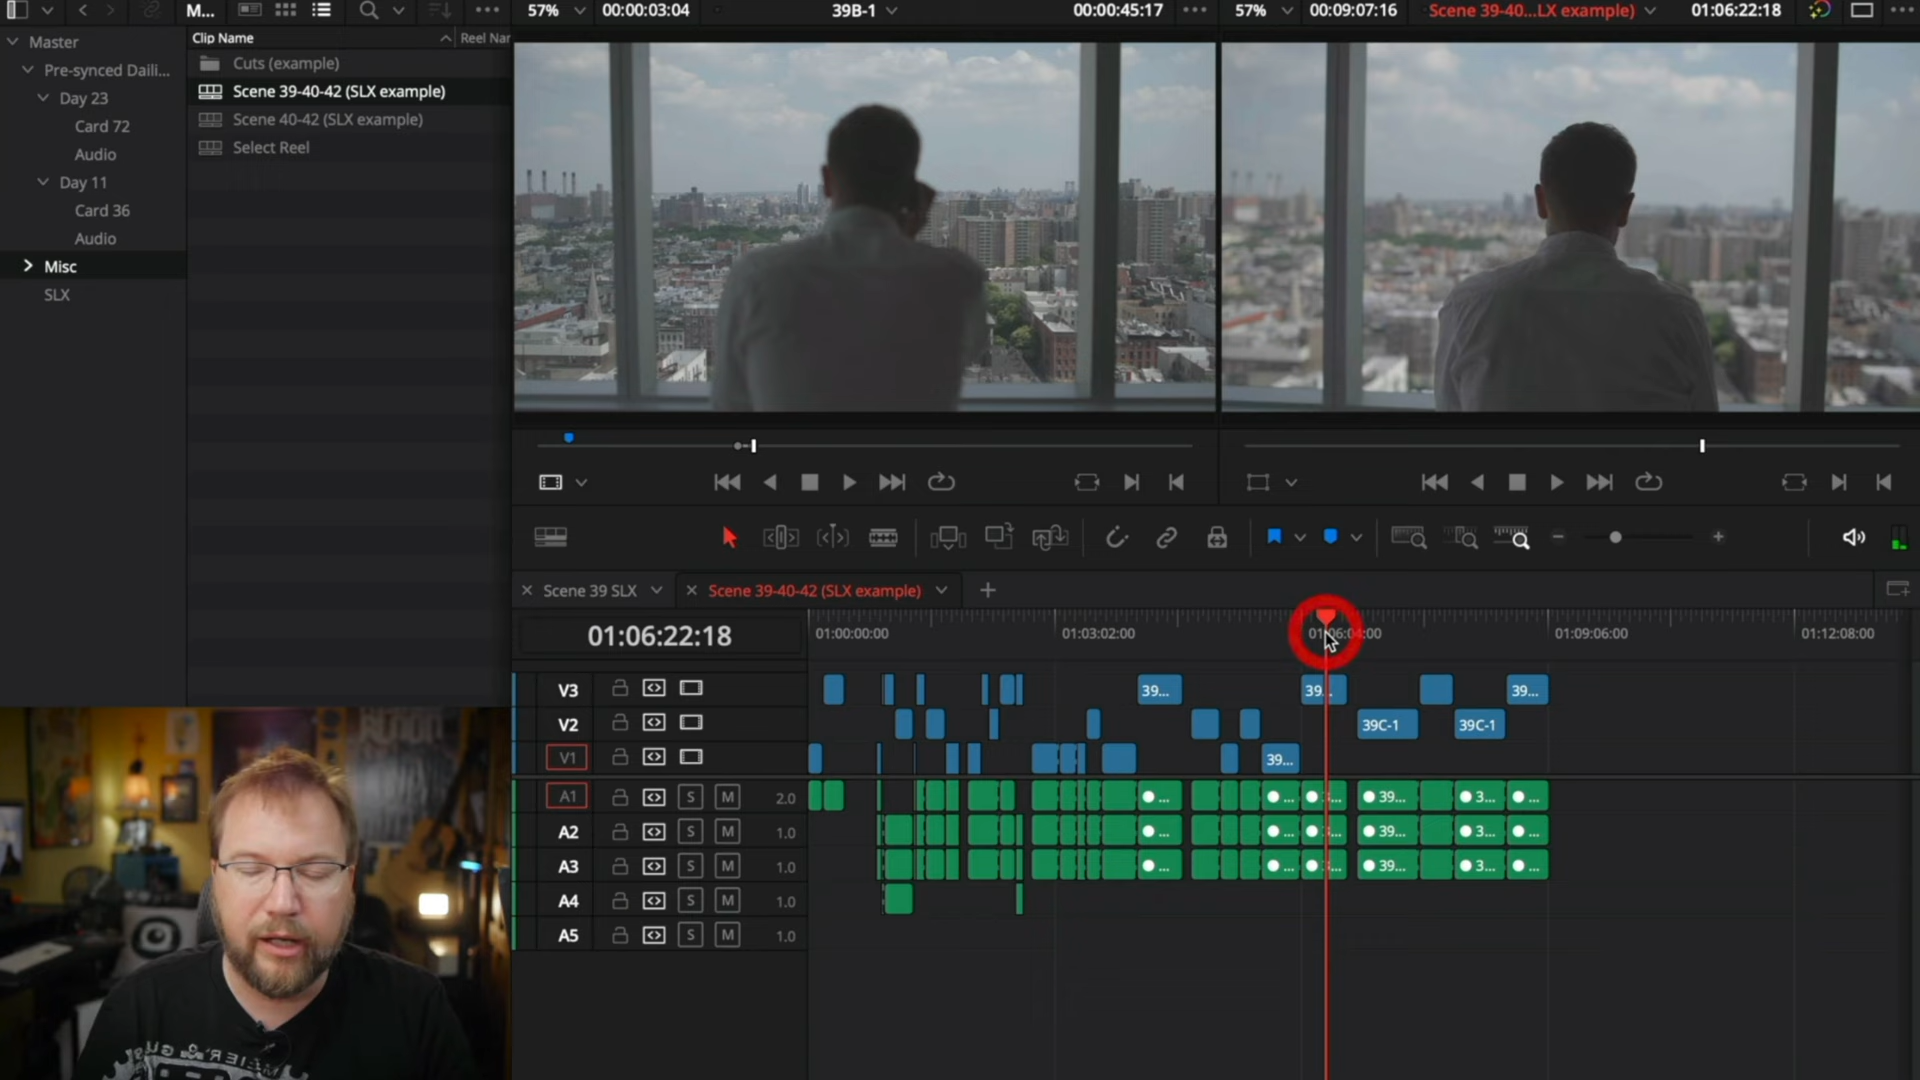 M...
57%
00:00:03:04
39B-1
00:00:45:17
57%
00:09:07:16
Scene 39-40...LX example)
01:06:22:18
Clip Name
Reel Nar
Master
Pre-synced Daili...
Day 23
Card 72
Audio
Day 11
Card 36
Audio
Misc
SLX
Cuts (example)
Scene 39-40-42 (SLX example)
Scene 40-42 (SLX example)
Select Reel
Scene 39 SLX
Scene 39-40-42 (SLX example)
01:06:22:18
01:00:00:00
01:03:02:00
01:06:04:00
01:09:06:00
01:12:08:00
V3
39...
39...
39...
V2
39C-1
39C-1
V1
39...
A1 S M 2.0
... ... 3... 39... 3... ...
A2 S M 1.0
... ... 3... 39... 3... ...
A3 S M 1.0
... ... 3... 39... 3... ...
A4 S M 1.0
A5 S M 1.0